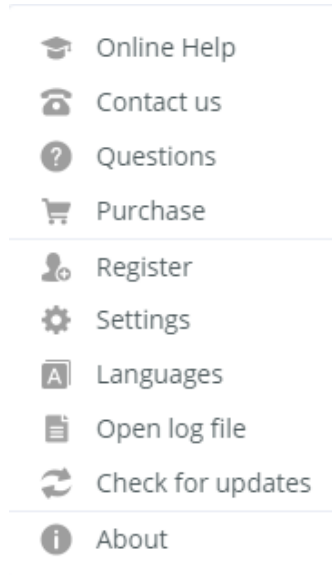 Online Help
Contact us
Questions
Purchase
Register
Settings
Languages
Open log file
Check for updates
About